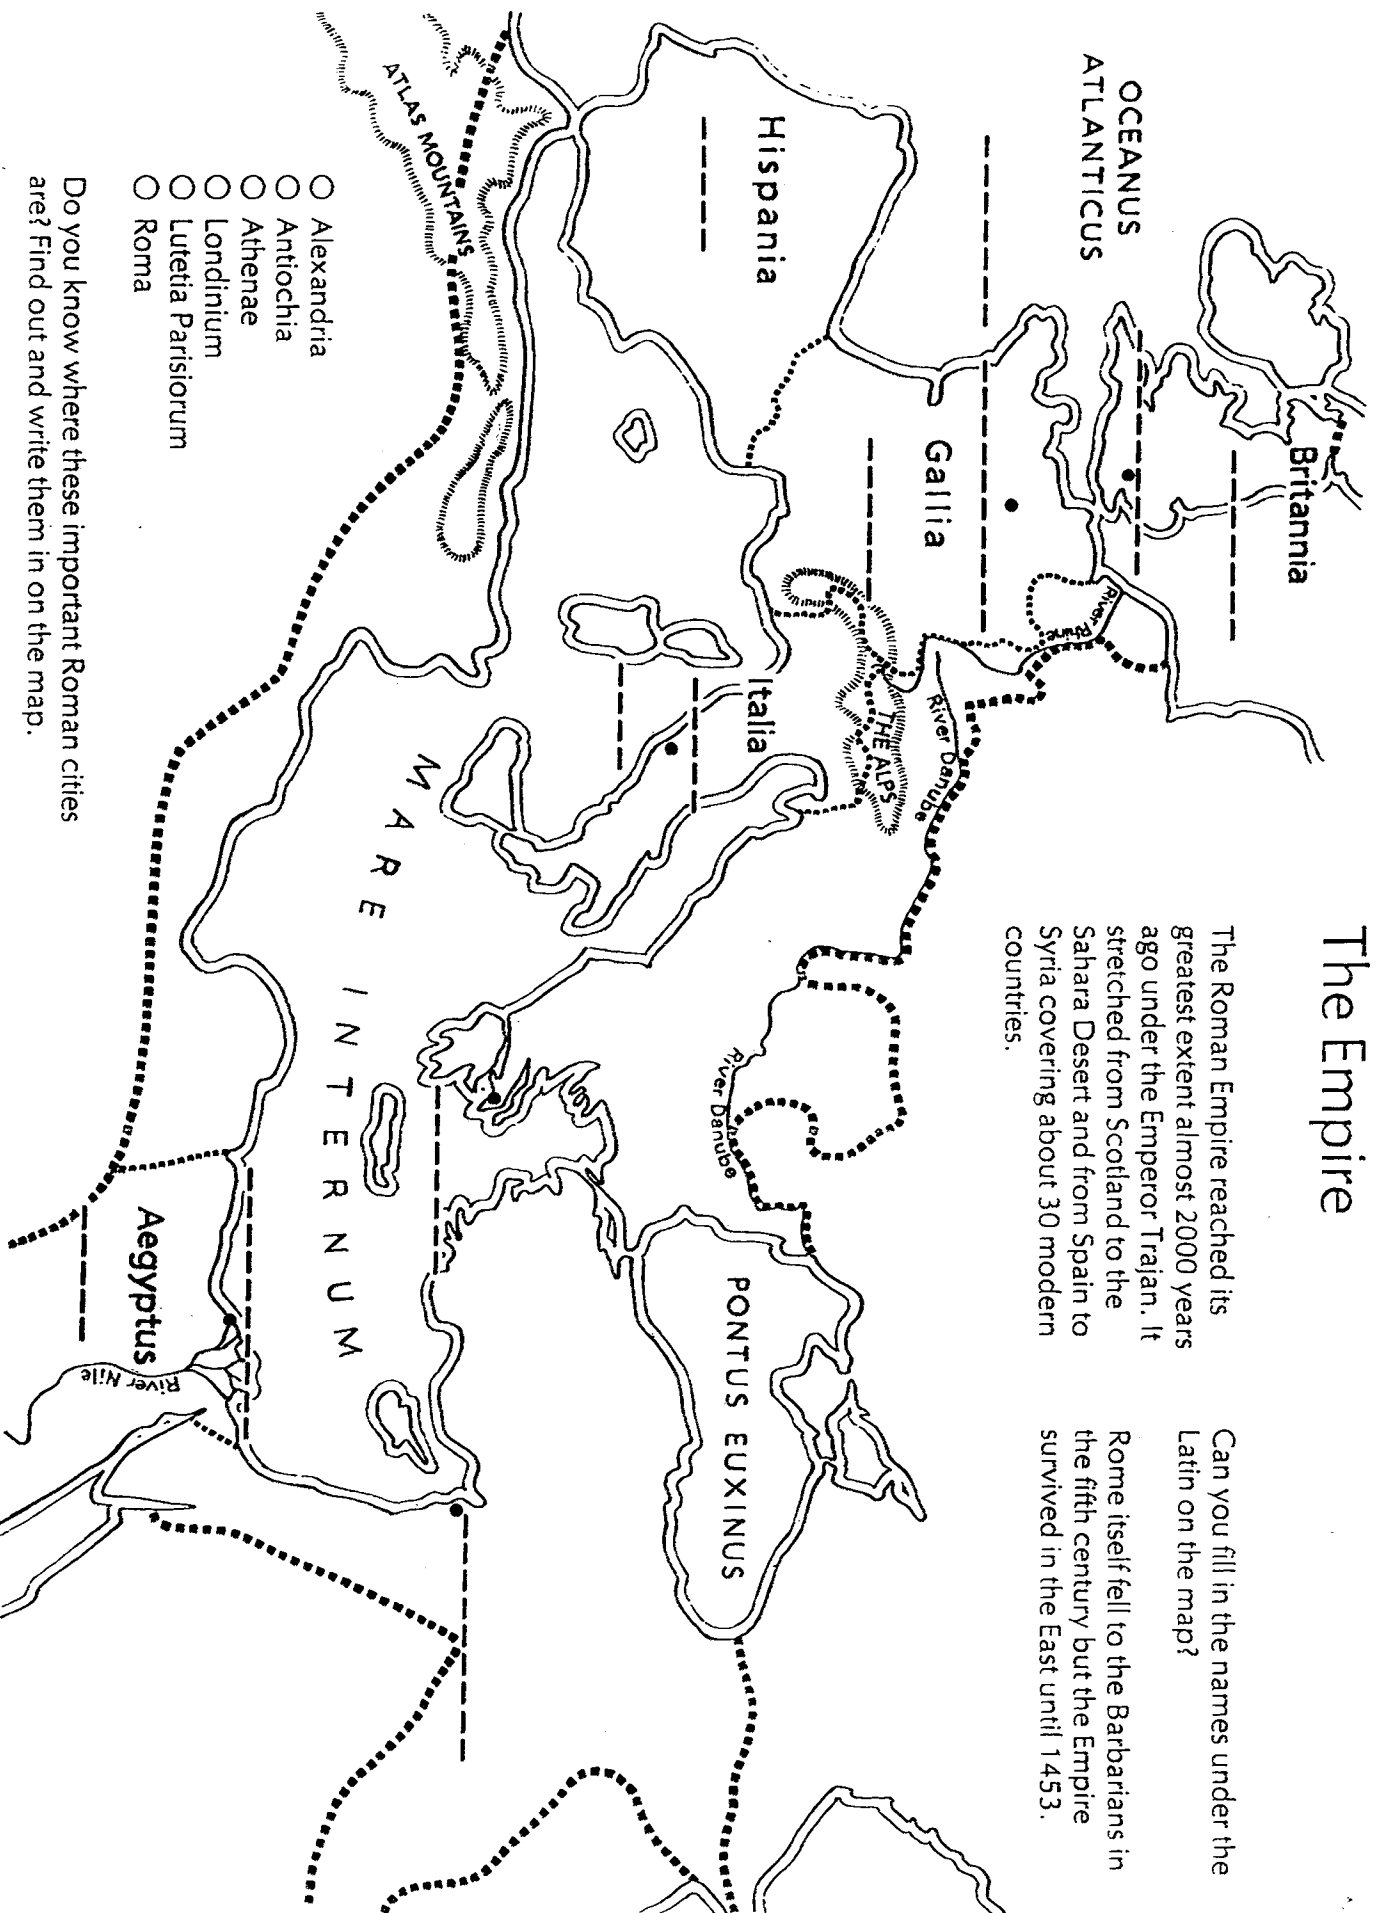 The Empire
The Roman Empire reached its
greatest extent almost 2000 years
ago under the Emperor Trajan. It
stretched from Scotland to the
Sahara Desert and from Spain to
Syria covering about 30 modern
countries.
Can you fill in the names under the
Latin on the map?
Rome itself fell to the Barbarians in
the fifth century but the Empire
survived in the East until 1453.
OCEANUS
ATLANTICUS
Britannia
River Rhine
Gallia
River Danube
THE ALPS
Hispania
Italia
River Danube
PONTUS EUXINUS
MARE INTERNUM
ATLAS MOUNTAINS
Aegyptus
River Nile
Alexandria
Antiochia
Athenae
Londinium
Lutetia Parisiorum
Roma
Do you know where these important Roman cities
are? Find out and write them in on the map.